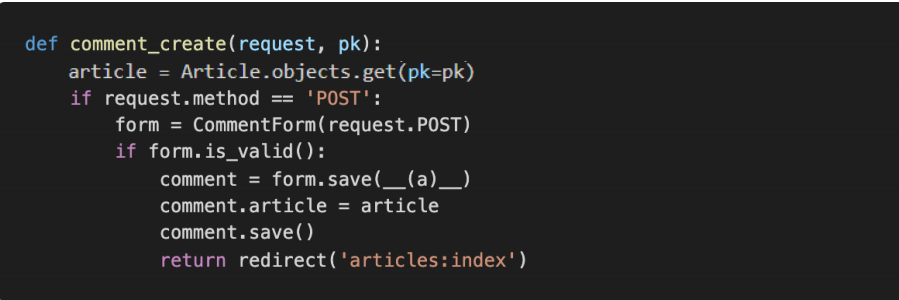 def comment_create(request, pk):
    article = Article.objects.get(pk=pk)
    if request.method == 'POST':
        form = CommentForm(request.POST)
        if form.is_valid():
            comment = form.save(__(a)__)
            comment.article = article
            comment.save()
            return redirect('articles:index')